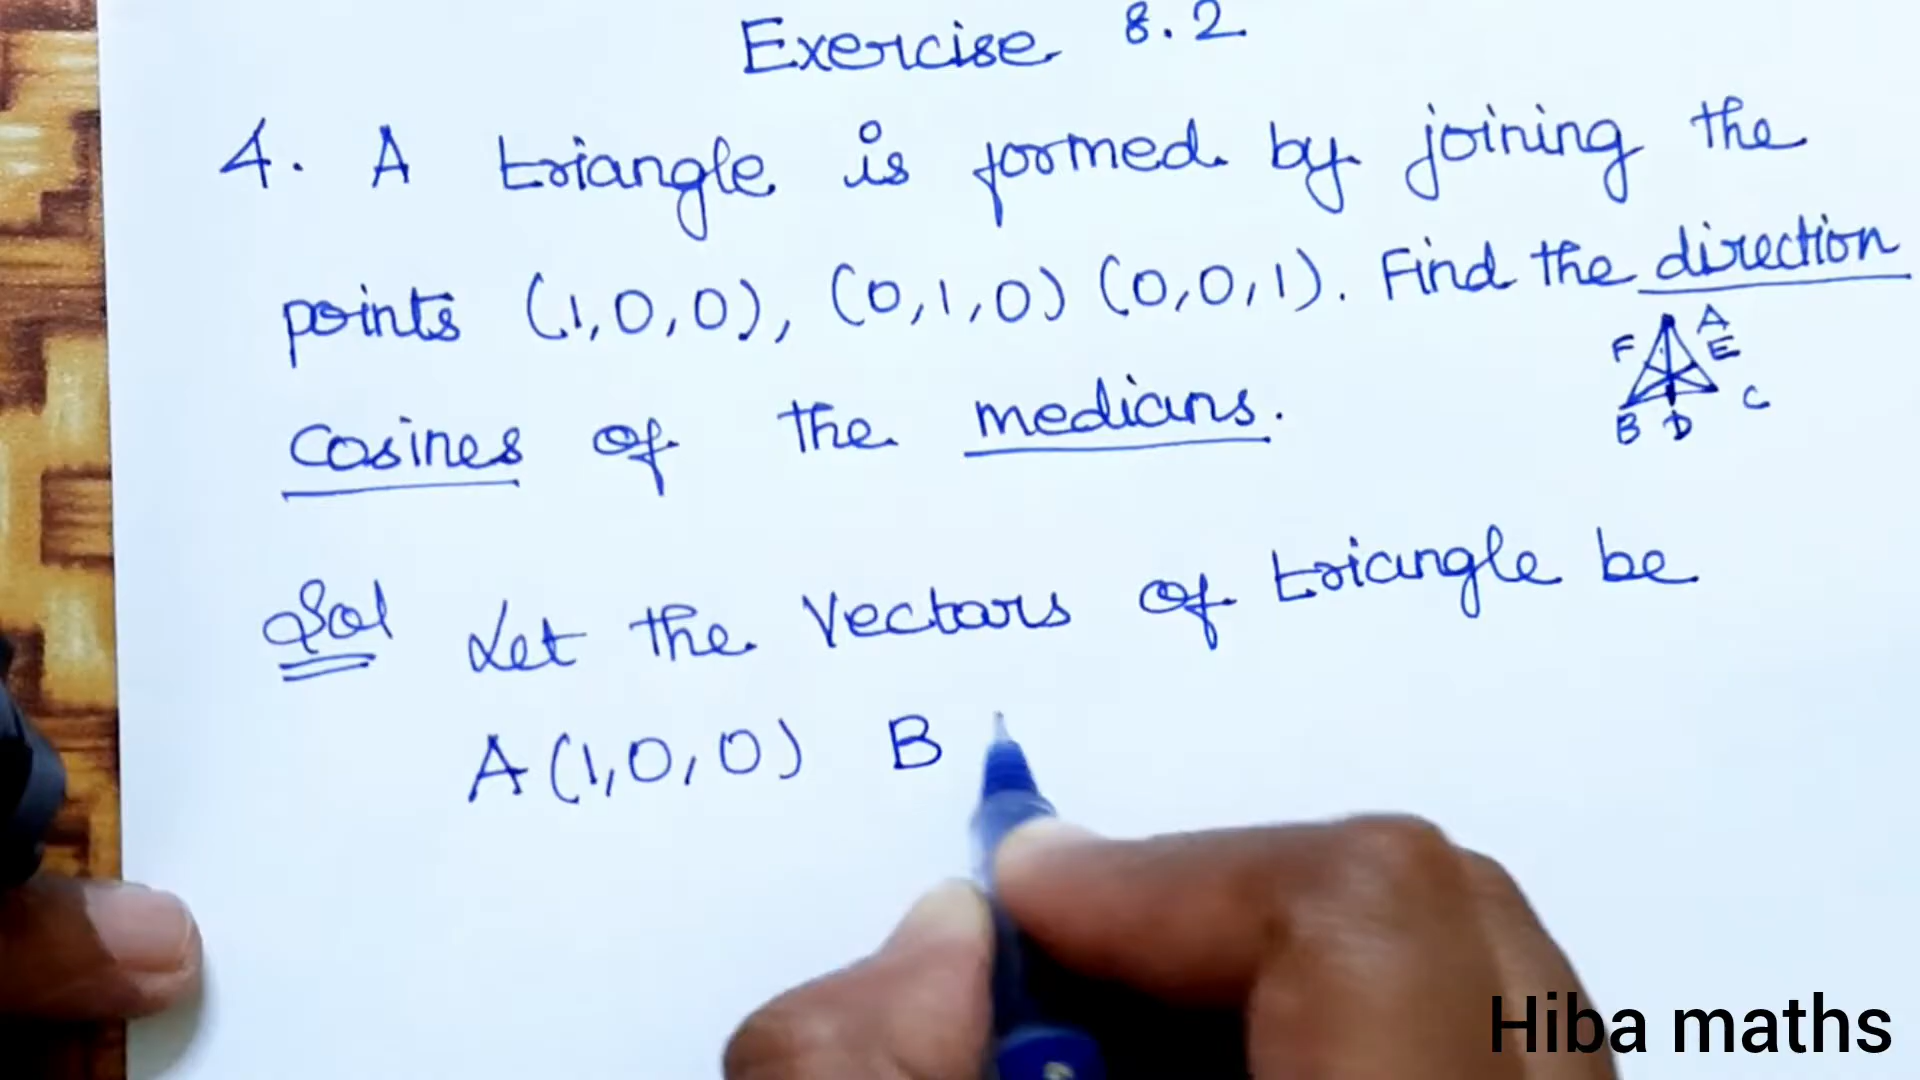 Exercise 8.2
4. A triangle is formed by joining the
points (1,0,0), (0,1,0) (0,0,1). Find the direction
cosines of the medians.
A
F E
B D C
Sol Let the Vectors of triangle be
A(1,0,0) B
Hiba maths